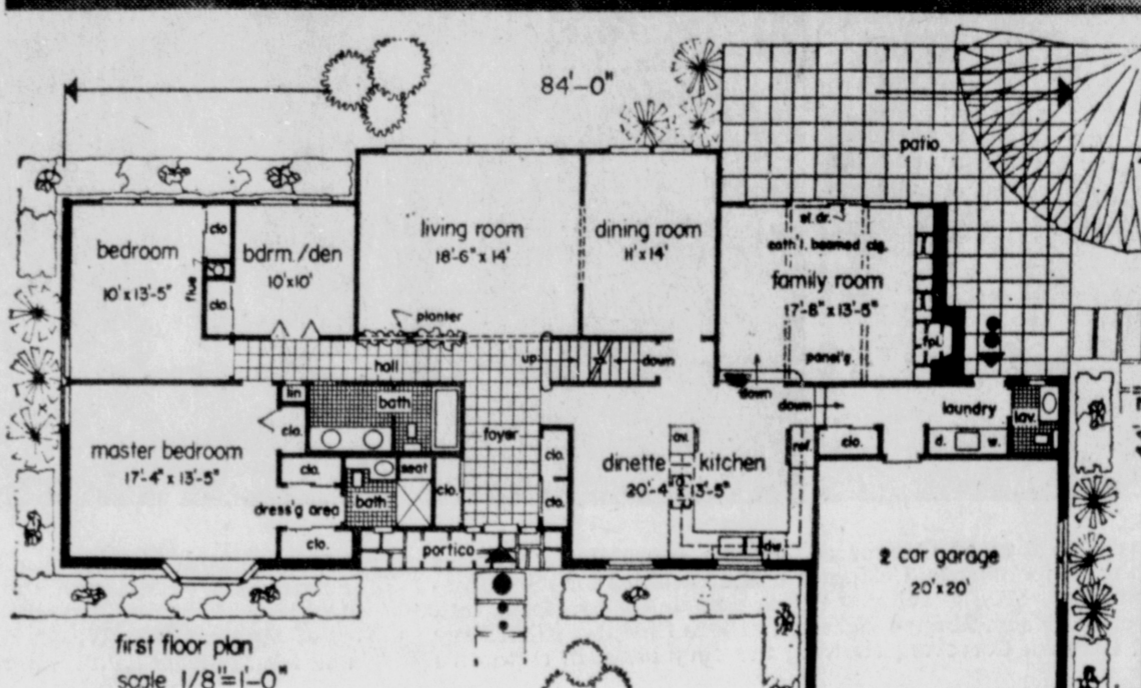 84'-0"
patio
living room
18'-6" x 14'
dining room
11' x 14'
sl. dr.
cath'l. beamed clg.
family room
17'-8" x 13'-5"
panel'g.
fpl.
bedroom
10' x 13'-5"
clo.
flue
clo.
bdrm./den
10' x 10'
planter
hall
up
down
down
down
lin
bath
clo.
master bedroom
17'-4" x 13'-5"
clo.
dress'g area
clo.
bath
seat
clo.
foyer
clo.
clo.
portico
dinette
kitchen
20'-4" x 13'-5"
ov.
ref.
dw.
clo.
laundry
d.
w.
lav.
2 car garage
20' x 20'
first floor plan
scale 1/8"=1'-0"